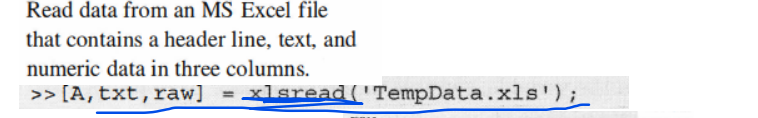 Read data from an MS Excel file
that contains a header line, text, and
numeric data in three columns.
>>[A,txt,raw] = xlsread('TempData.xls');